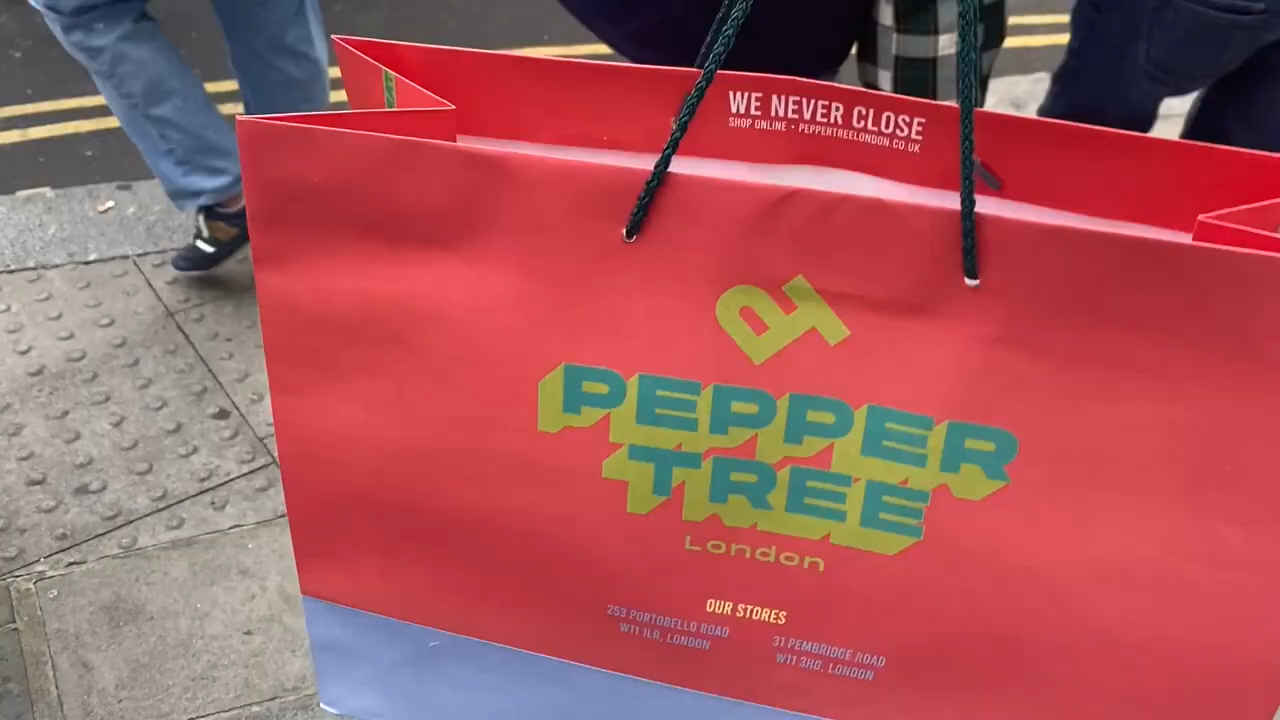 WE NEVER CLOSE
SHOP ONLINE • PEPPERTREELONDON.CO.UK
PT
PEPPER
TREE
London
OUR STORES
253 PORTOBELLO ROAD
W11 1LR, LONDON
31 PEMBRIDGE ROAD
W11 3HG, LONDON